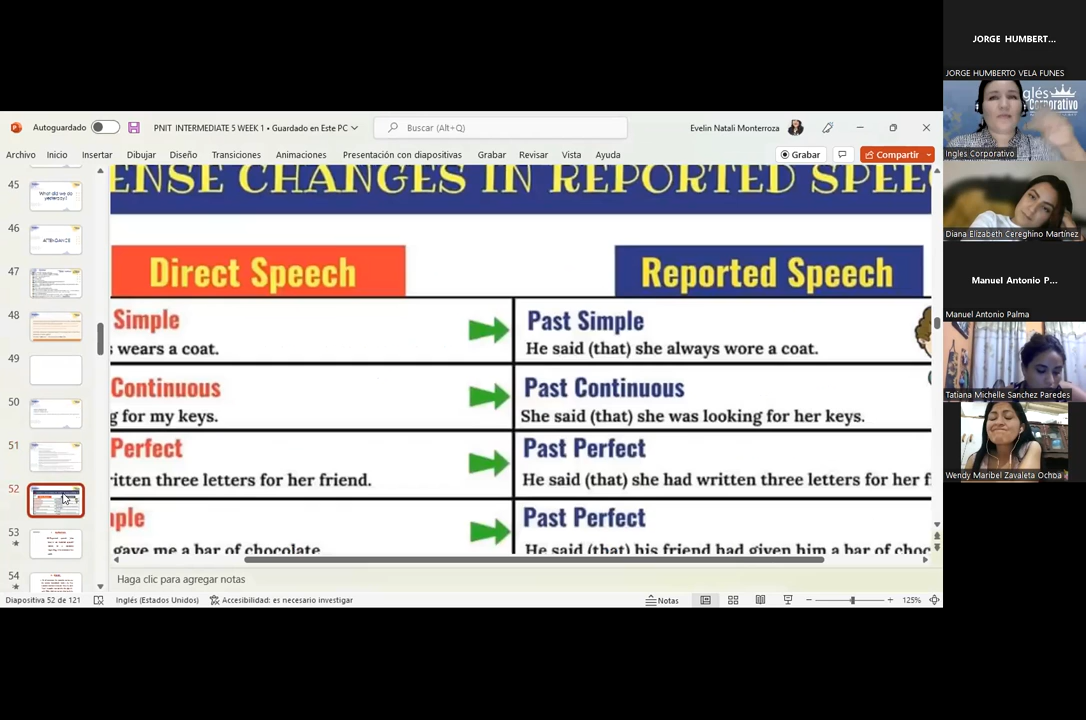 JORGE HUMBERT...
JORGE HUMBERTO VELA FUNES
Inglés Corporativo
Diana Elizabeth Cereghino Martinez
Manuel Antonio P...
Manuel Antonio Palma
Tatiana Michelle Sanchez Paredes
Wendy Maribel Zavaleta Ochoa
Autoguardado
PNIT INTERMEDIATE 5 WEEK 1 • Guardado en Este PC
Buscar (Alt+Q)
Evelin Natali Monterroza
Archivo Inicio Insertar Dibujar Diseño Transiciones Animaciones Presentación con diapositivas Grabar Revisar Vista Ayuda
Grabar
Compartir
45
What did we do yesterday?
46
ATTENDANCE
47
48
49
50
51
52
53
54
ENSE CHANGES IN REPORTED SPEE
Direct Speech
Reported Speech
Simple
Past Simple
wears a coat.
He said (that) she always wore a coat.
Continuous
Past Continuous
g for my keys.
She said (that) she was looking for her keys.
Perfect
Past Perfect
ritten three letters for her friend.
He said (that) she had written three letters for her f
ple
Past Perfect
gave me a bar of chocolate
He said (that) his friend had given him a bar of choc
Haga clic para agregar notas
Diapositiva 52 de 121
Inglés (Estados Unidos)
Accesibilidad: es necesario investigar
Notas
125%